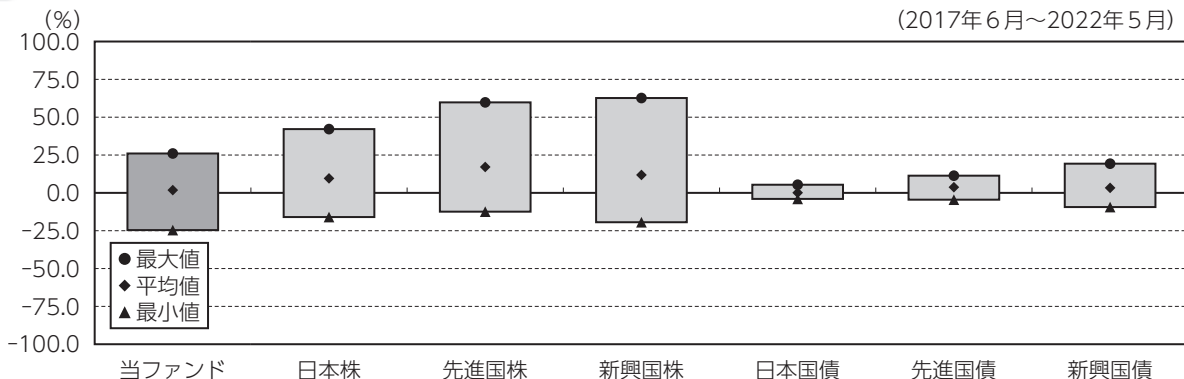 (%)
(2017年6月～2022年5月)
100.0
75.0
50.0
25.0
0.0
-25.0
-50.0
-75.0
-100.0
●最大値
◆平均値
▲最小値
当ファンド 日本株 先進国株 新興国株 日本国債 先進国債 新興国債